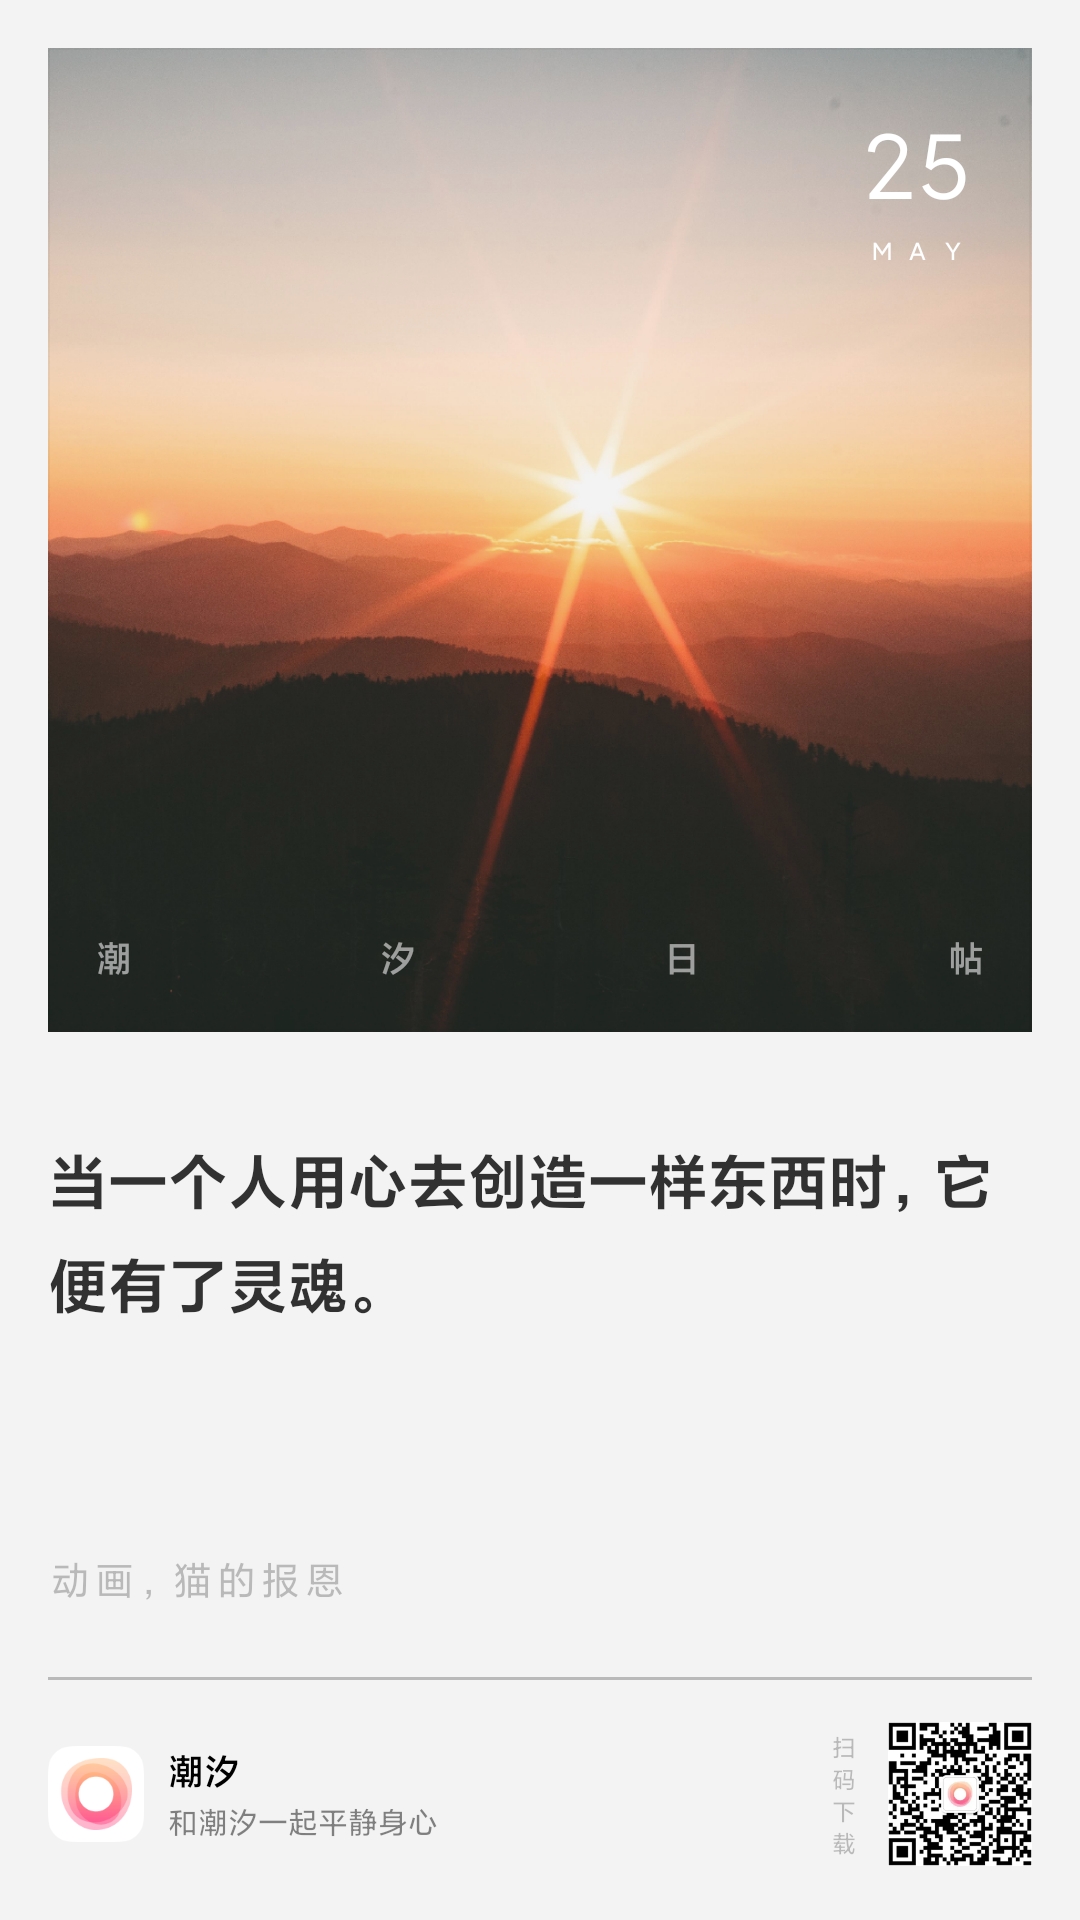 25
MAY
潮 汐 日 帖
当一个人用心去创造一样东西时，它
便有了灵魂。
动画，猫的报恩
潮汐
和潮汐一起平静身心
扫码下载